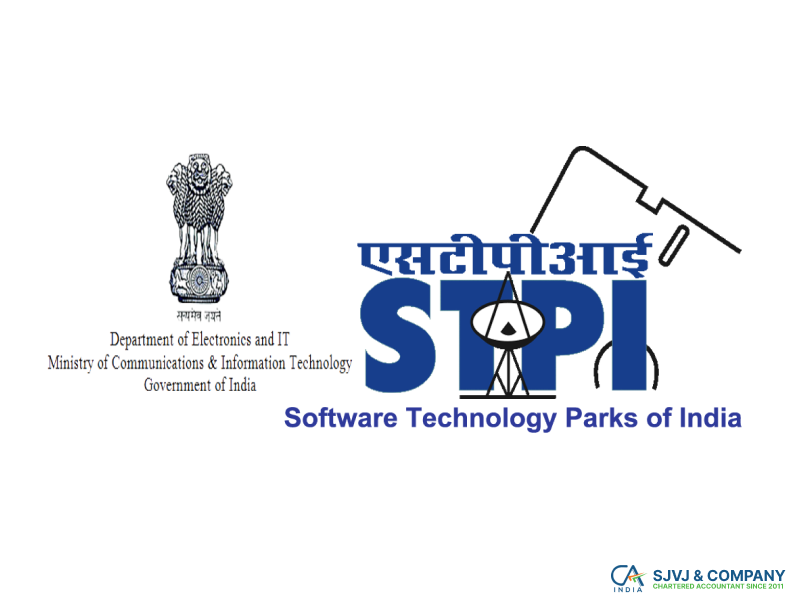 सत्यमेव जयते
Department of Electronics and IT
Ministry of Communications & Information Technology
Government of India
एसटीपीआई
STPI
Software Technology Parks of India
CA
INDIA
SJVJ & COMPANY
CHARTERED ACCOUNTANT SINCE 2011